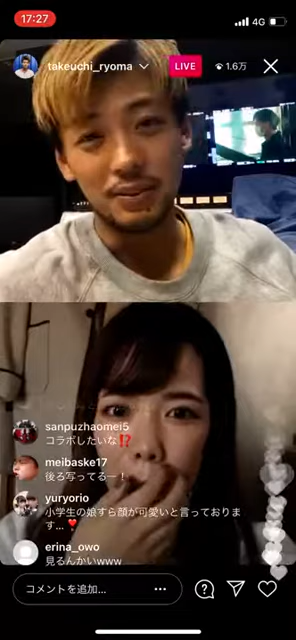 17:27
4G
takeuchi_ryoma
LIVE
1.6万
sanpuzhaomei5
コラボしたいな⁉️
meibaske17
後ろ写ってるー！
yuryorio
小学生の娘すら顔が可愛いと言っておりま
す...❣️
erina_owo
見るんかいwww
コメントを追加...